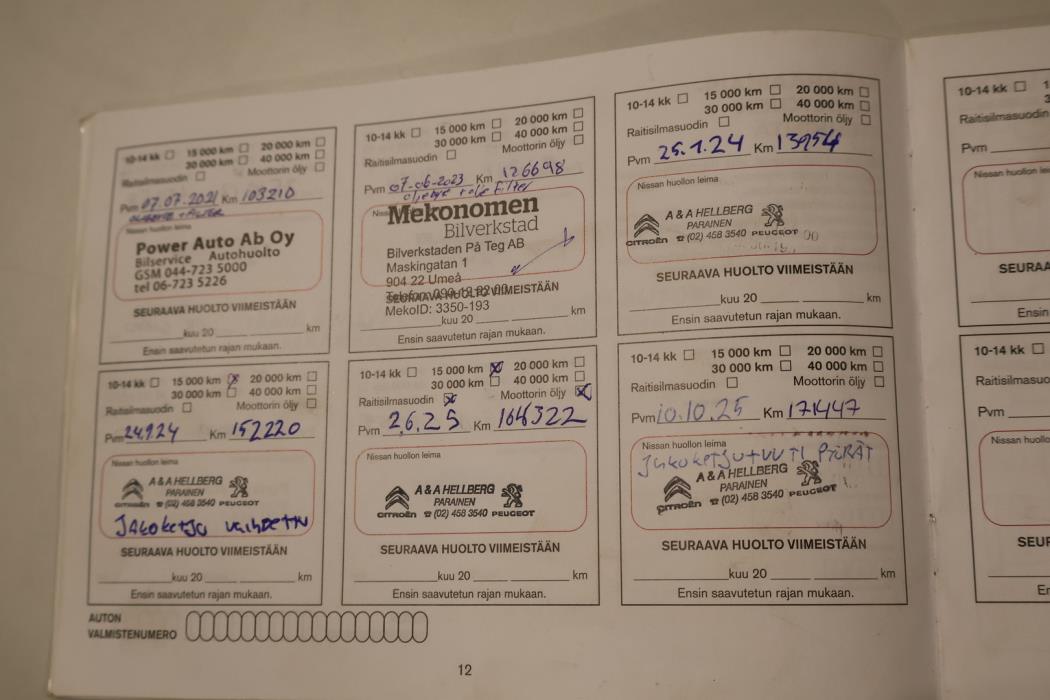 10-14 kk 15 000 km 20 000 km
30 000 km 40 000 km
Raitisilmasuodin Moottorin öljy
Pvm 07.07.2021 Km 103210
Nissan huollon leima
Power Auto Ab Oy
Bilservice Autohuolto
GSM 044-723 5000
tel 06-723 5226
SEURAAVA HUOLTO VIIMEISTÄÄN
kuu 20 km
Ensin saavutetun rajan mukaan.
10-14 kk 15 000 km 20 000 km
30 000 km 40 000 km
Raitisilmasuodin Moottorin öljy
Pvm 07-06-2023 Km 126698
Mekonomen
Bilverkstad
Bilverkstaden På Teg AB
Maskingatan 1
904 22 Umeå
SEURAAVA HUOLTO VIIMEISTÄÄN
MekoID: 3350-193
kuu 20 km
Ensin saavutetun rajan mukaan.
10-14 kk 15 000 km 20 000 km
30 000 km 40 000 km
Raitisilmasuodin Moottorin öljy
Pvm 25.1.24 Km
Nissan huollon leima
A & A HELLBERG
PARAINEN
CITROËN ☎ (02) 458 3540 PEUGEOT
SEURAAVA HUOLTO VIIMEISTÄÄN
kuu 20 km
Ensin saavutetun rajan mukaan.
10-14 kk 15 000 km 20 000 km
30 000 km 40 000 km
Raitisilmasuodin Moottorin öljy
Pvm 24.9.24 Km 152220
Nissan huollon leima
A & A HELLBERG
PARAINEN
CITROËN ☎ (02) 458 3540 PEUGEOT
Jakoketju vaihdettu
SEURAAVA HUOLTO VIIMEISTÄÄN
kuu 20 km
Ensin saavutetun rajan mukaan.
10-14 kk 15 000 km 20 000 km
30 000 km 40 000 km
Raitisilmasuodin Moottorin öljy
Pvm 2.6.25 Km
Nissan huollon leima
A & A HELLBERG
PARAINEN
CITROËN ☎ (02) 458 3540 PEUGEOT
SEURAAVA HUOLTO VIIMEISTÄÄN
kuu 20 km
Ensin saavutetun rajan mukaan.
10-14 kk 15 000 km 20 000 km
30 000 km 40 000 km
Raitisilmasuodin Moottorin öljy
Pvm 10.10.25 Km 171447
Nissan huollon leima
A & A HELLBERG
PARAINEN
CITROËN ☎ (02) 458 3540 PEUGEOT
SEURAAVA HUOLTO VIIMEISTÄÄN
kuu 20 km
Ensin saavutetun rajan mukaan.
AUTON
VALMISTENUMERO
12
10-14 kk
Raitisilmasuodin
Pvm
Nissan huollon
10-14 kk
Pvm
Nissan huollon